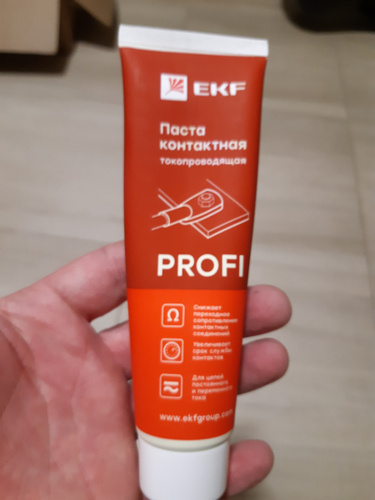 EKF
Паста
контактная
токопроводящая
PROFI
Ω
Снижает
переходное
сопротивление
контактных
соединений
Увеличивает
срок службы
контактов
Для цепей
постоянного
и переменного
тока
www.ekfgroup.com